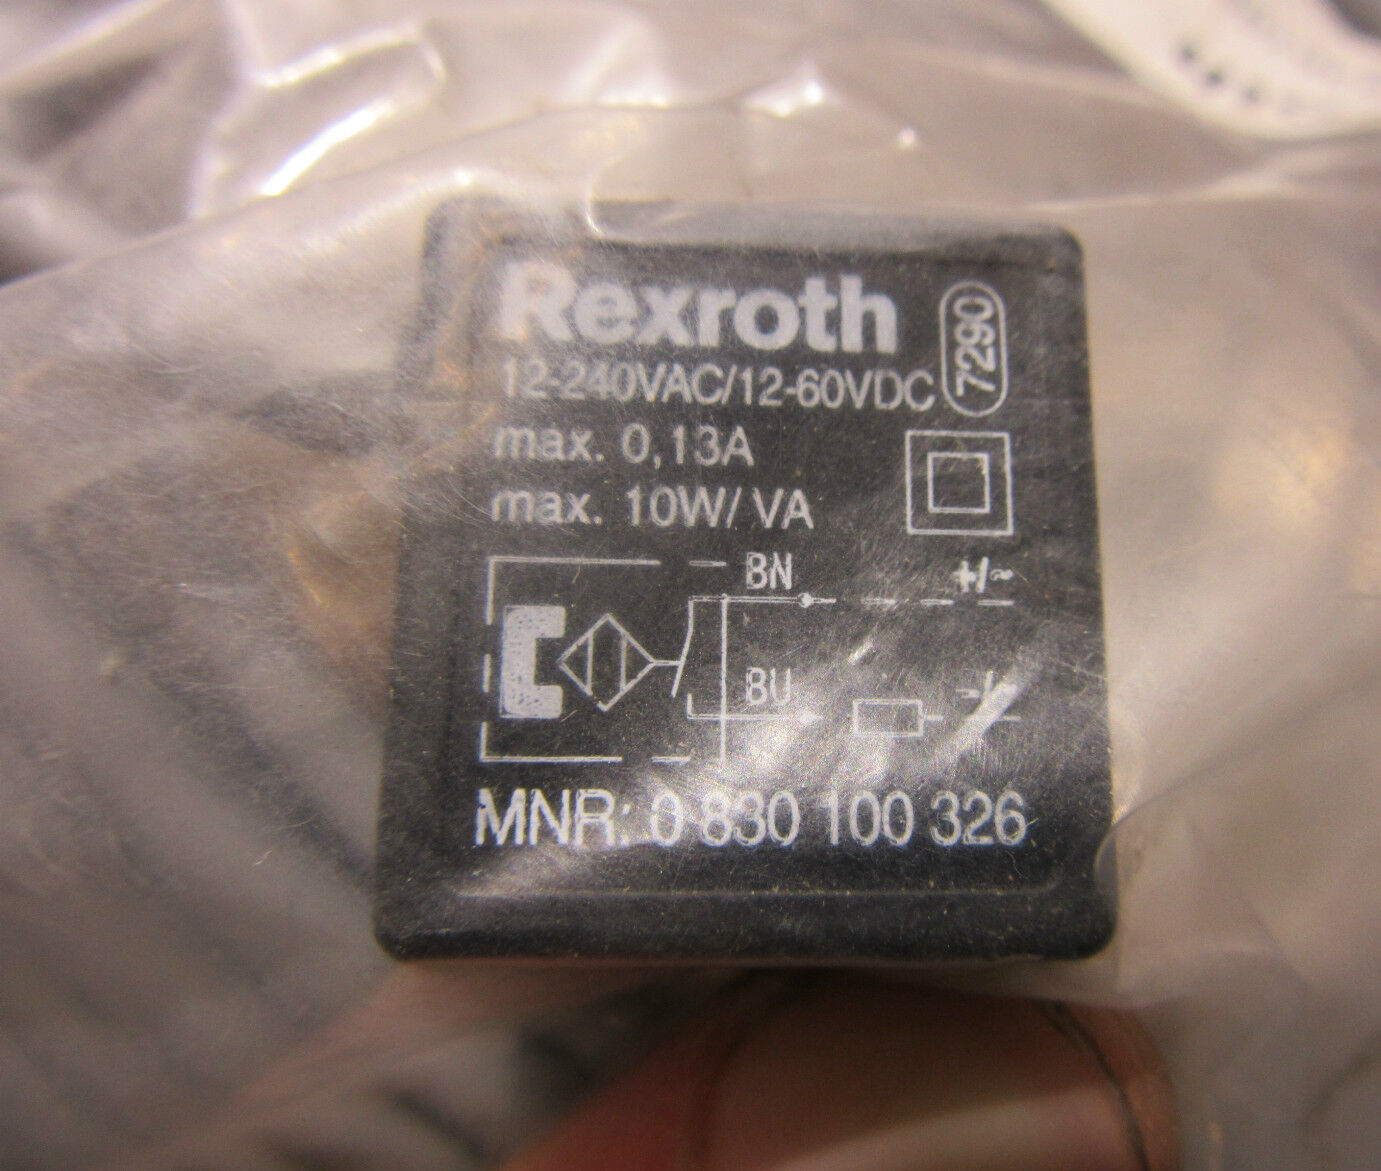 Rexroth
7290
12-240VAC/12-60VDC
max. 0,13A
max. 10W/ VA
BN
+/~
BU
MNR: 0 830 100 326